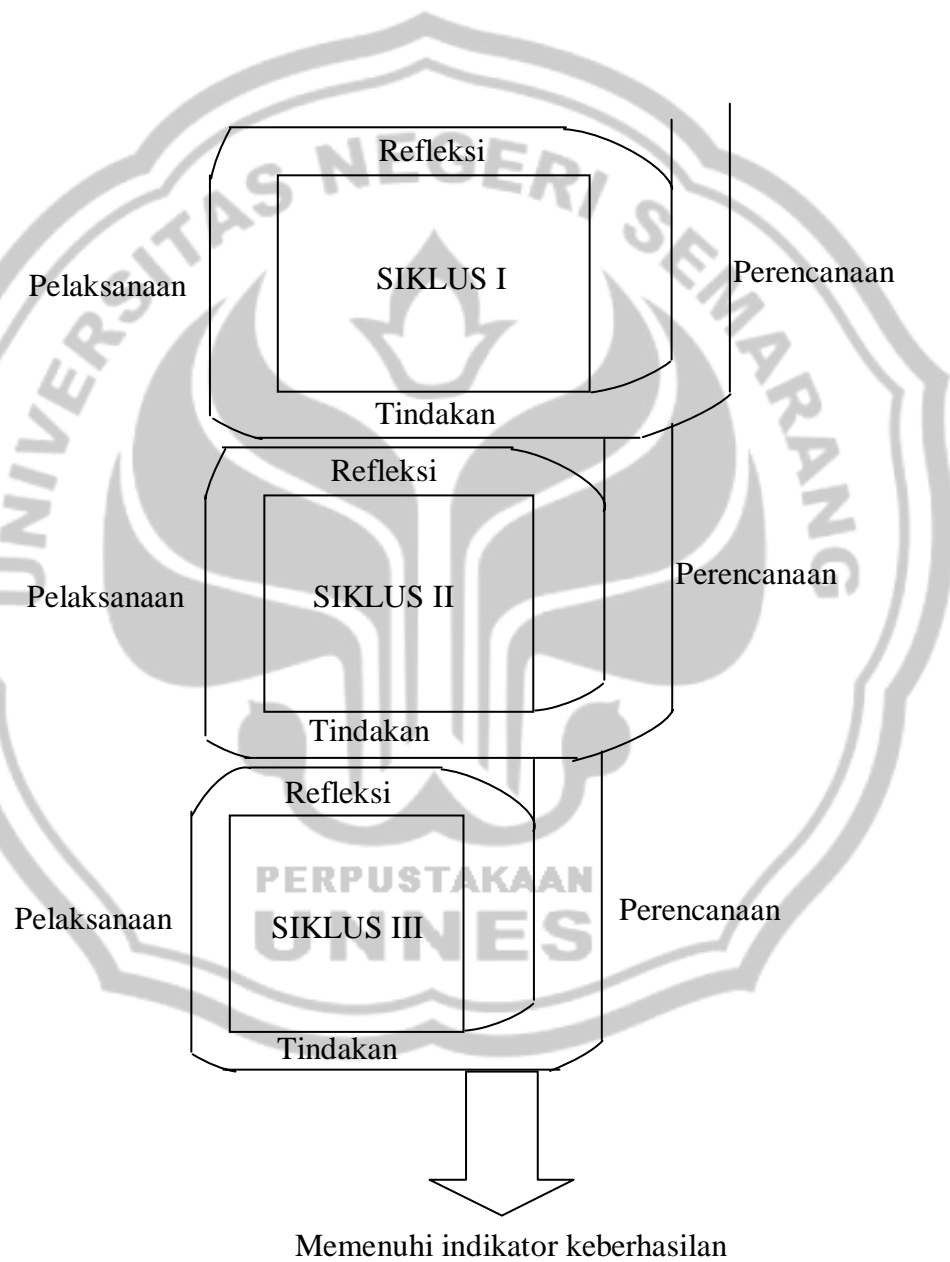 UNIVERSITAS NEGERI SEMARANG
Refleksi
Pelaksanaan
SIKLUS I
Perencanaan
Tindakan
Refleksi
Pelaksanaan
SIKLUS II
Perencanaan
Tindakan
Refleksi
PERPUSTAKAAN
UNNES
Pelaksanaan
SIKLUS III
Perencanaan
Tindakan
Memenuhi indikator keberhasilan